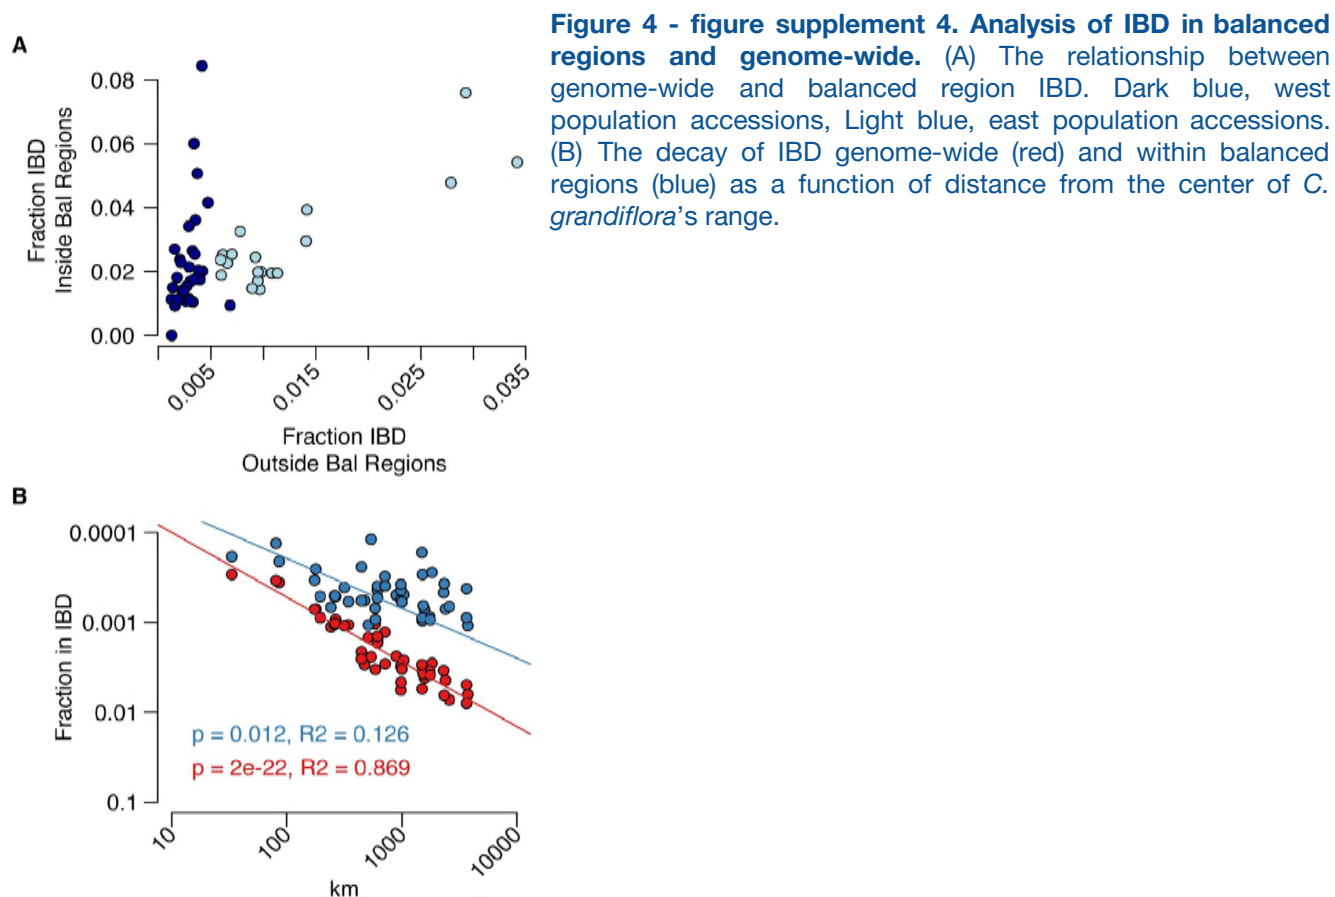 Figure 4 - figure supplement 4. Analysis of IBD in balanced
regions and genome-wide. (A) The relationship between
genome-wide and balanced region IBD. Dark blue, west
population accessions, Light blue, east population accessions.
(B) The decay of IBD genome-wide (red) and within balanced
regions (blue) as a function of distance from the center of C.
grandiflora's range.
A
Fraction IBD
Inside Bal Regions
0.08
0.06
0.04
0.02
0.00
0.005
0.015
0.025
0.035
Fraction IBD
Outside Bal Regions
B
Fraction in IBD
0.0001
0.001
0.01
0.1
p = 0.012, R2 = 0.126
p = 2e-22, R2 = 0.869
10
100
1000
10000
km